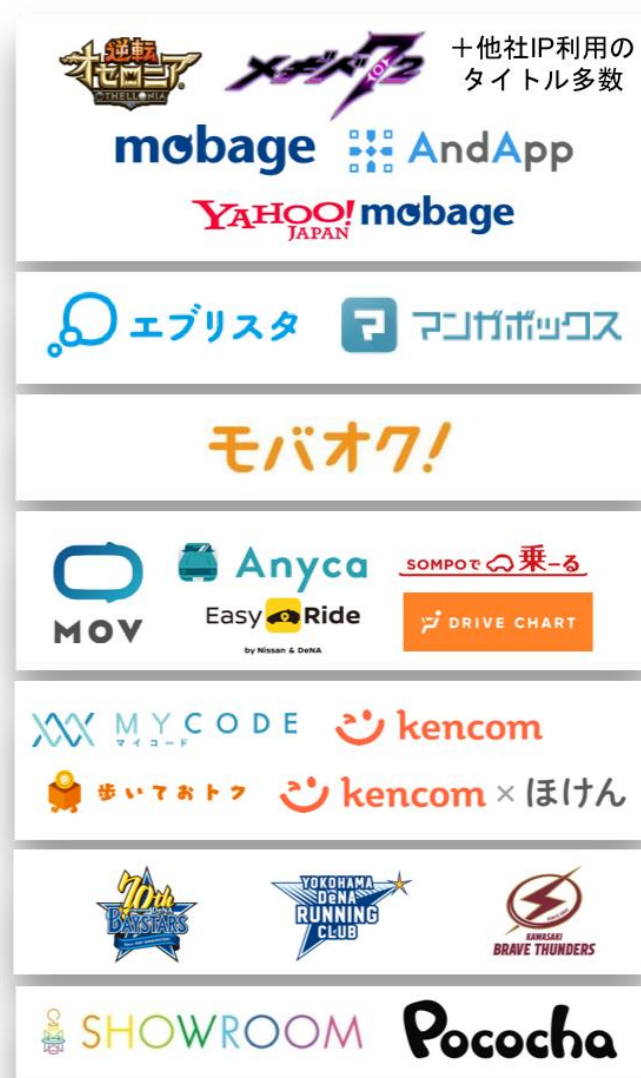 逆転
オセロニア
OTHELLONIA
メギド72
＋他社IP利用の
タイトル多数
mobage
AndApp
YAHOO! mobage
JAPAN
エブリスタ
マ マンガボックス
モバオク!
MOV
Anyca
SOMPOで乗ーる
Easy Ride
by Nissan & DeNA
DRIVE CHART
MYCODE
マイコード
kencom
歩いておトク
kencom×ほけん
70th
BAYSTARS
YOKOHAMA
DeNA
RUNNING
CLUB
KAWASAKI
BRAVE THUNDERS
SHOWROOM
Pococha